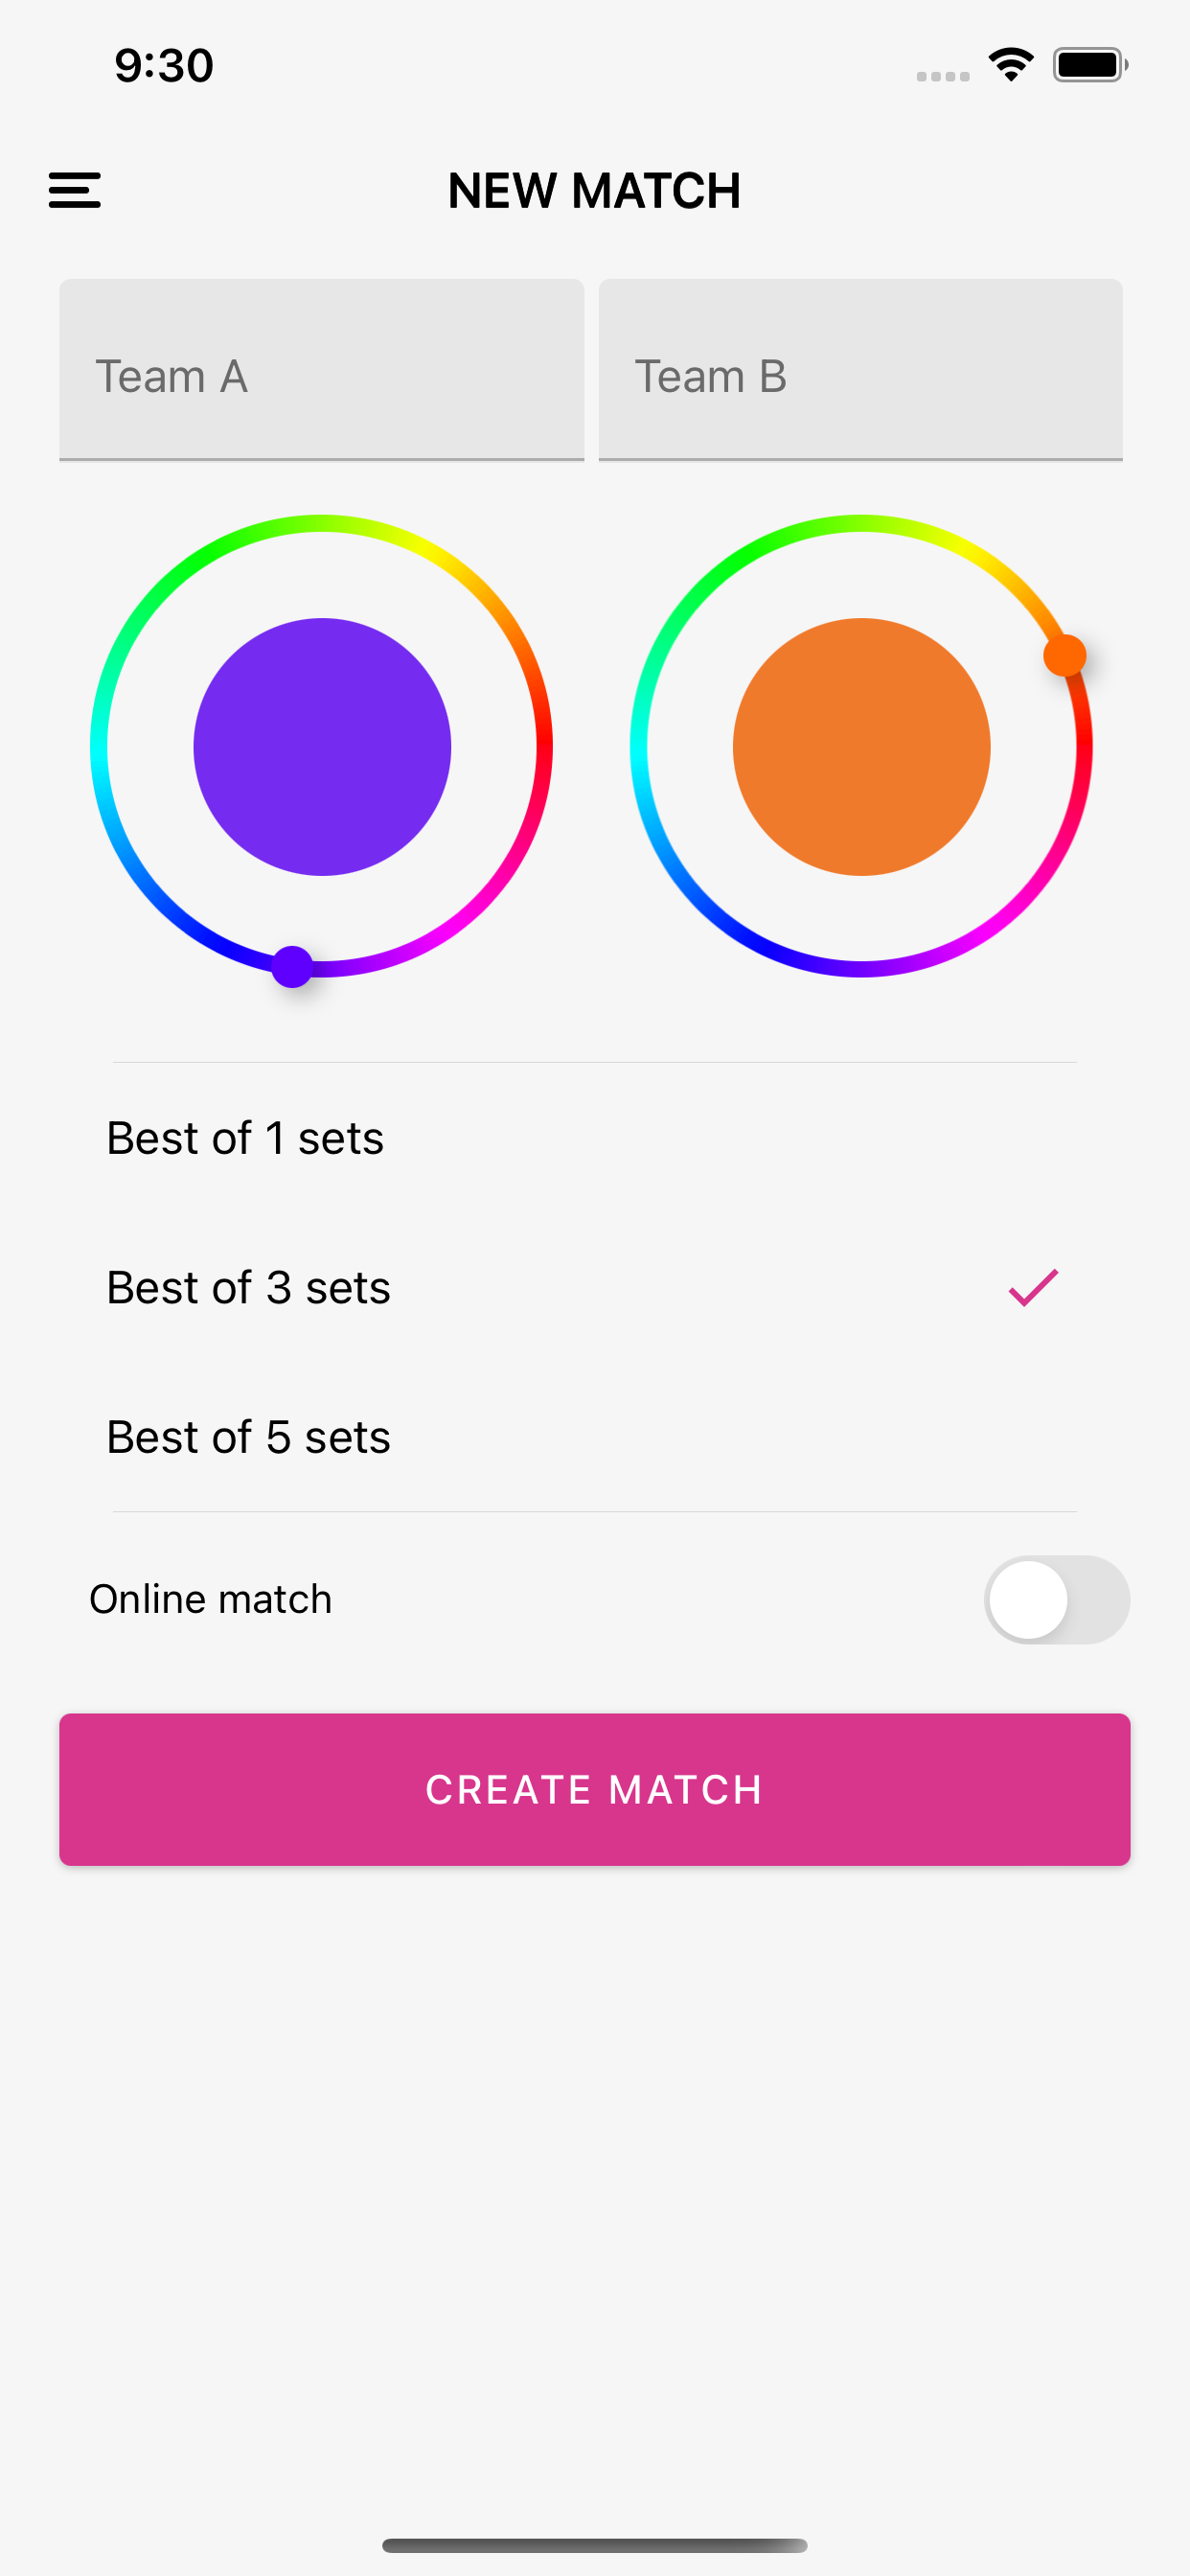 9:30
NEW MATCH
Team A
Team B
Best of 1 sets
Best of 3 sets
Best of 5 sets
Online match
CREATE MATCH